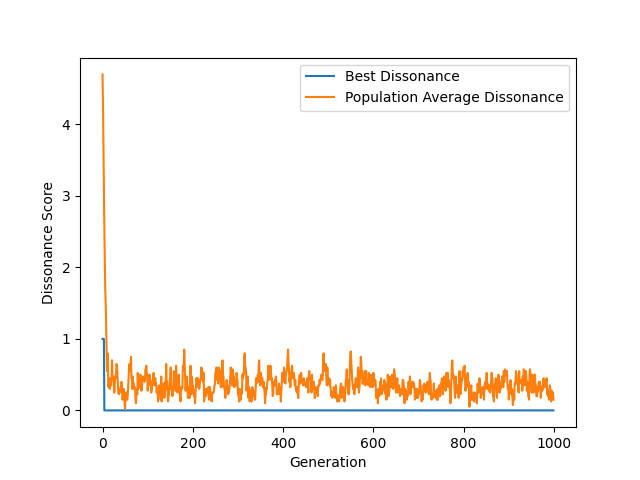 Best Dissonance
Population Average Dissonance
4
3
2
1
0
Dissonance Score
0 200 400 600 800 1000
Generation